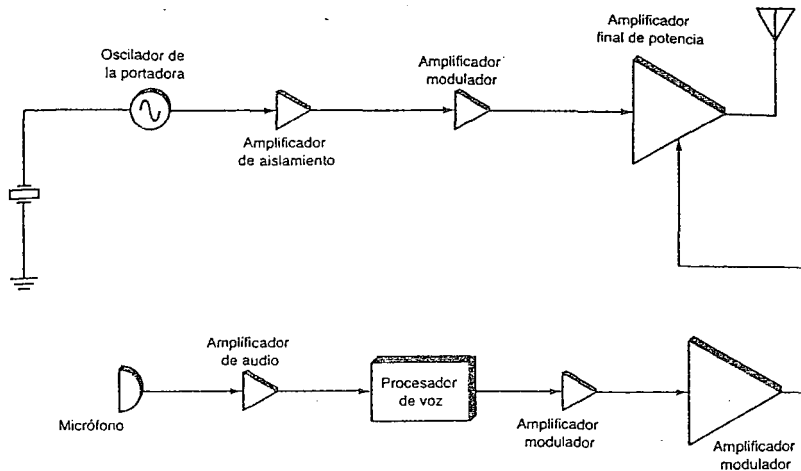 Oscilador de
la portadora
Amplificador
de aislamiento
Amplificador
modulador
Amplificador
final de potencia
Micrófono
Amplificador
de audio
Procesador
de voz
Amplificador
modulador
Amplificador
modulador